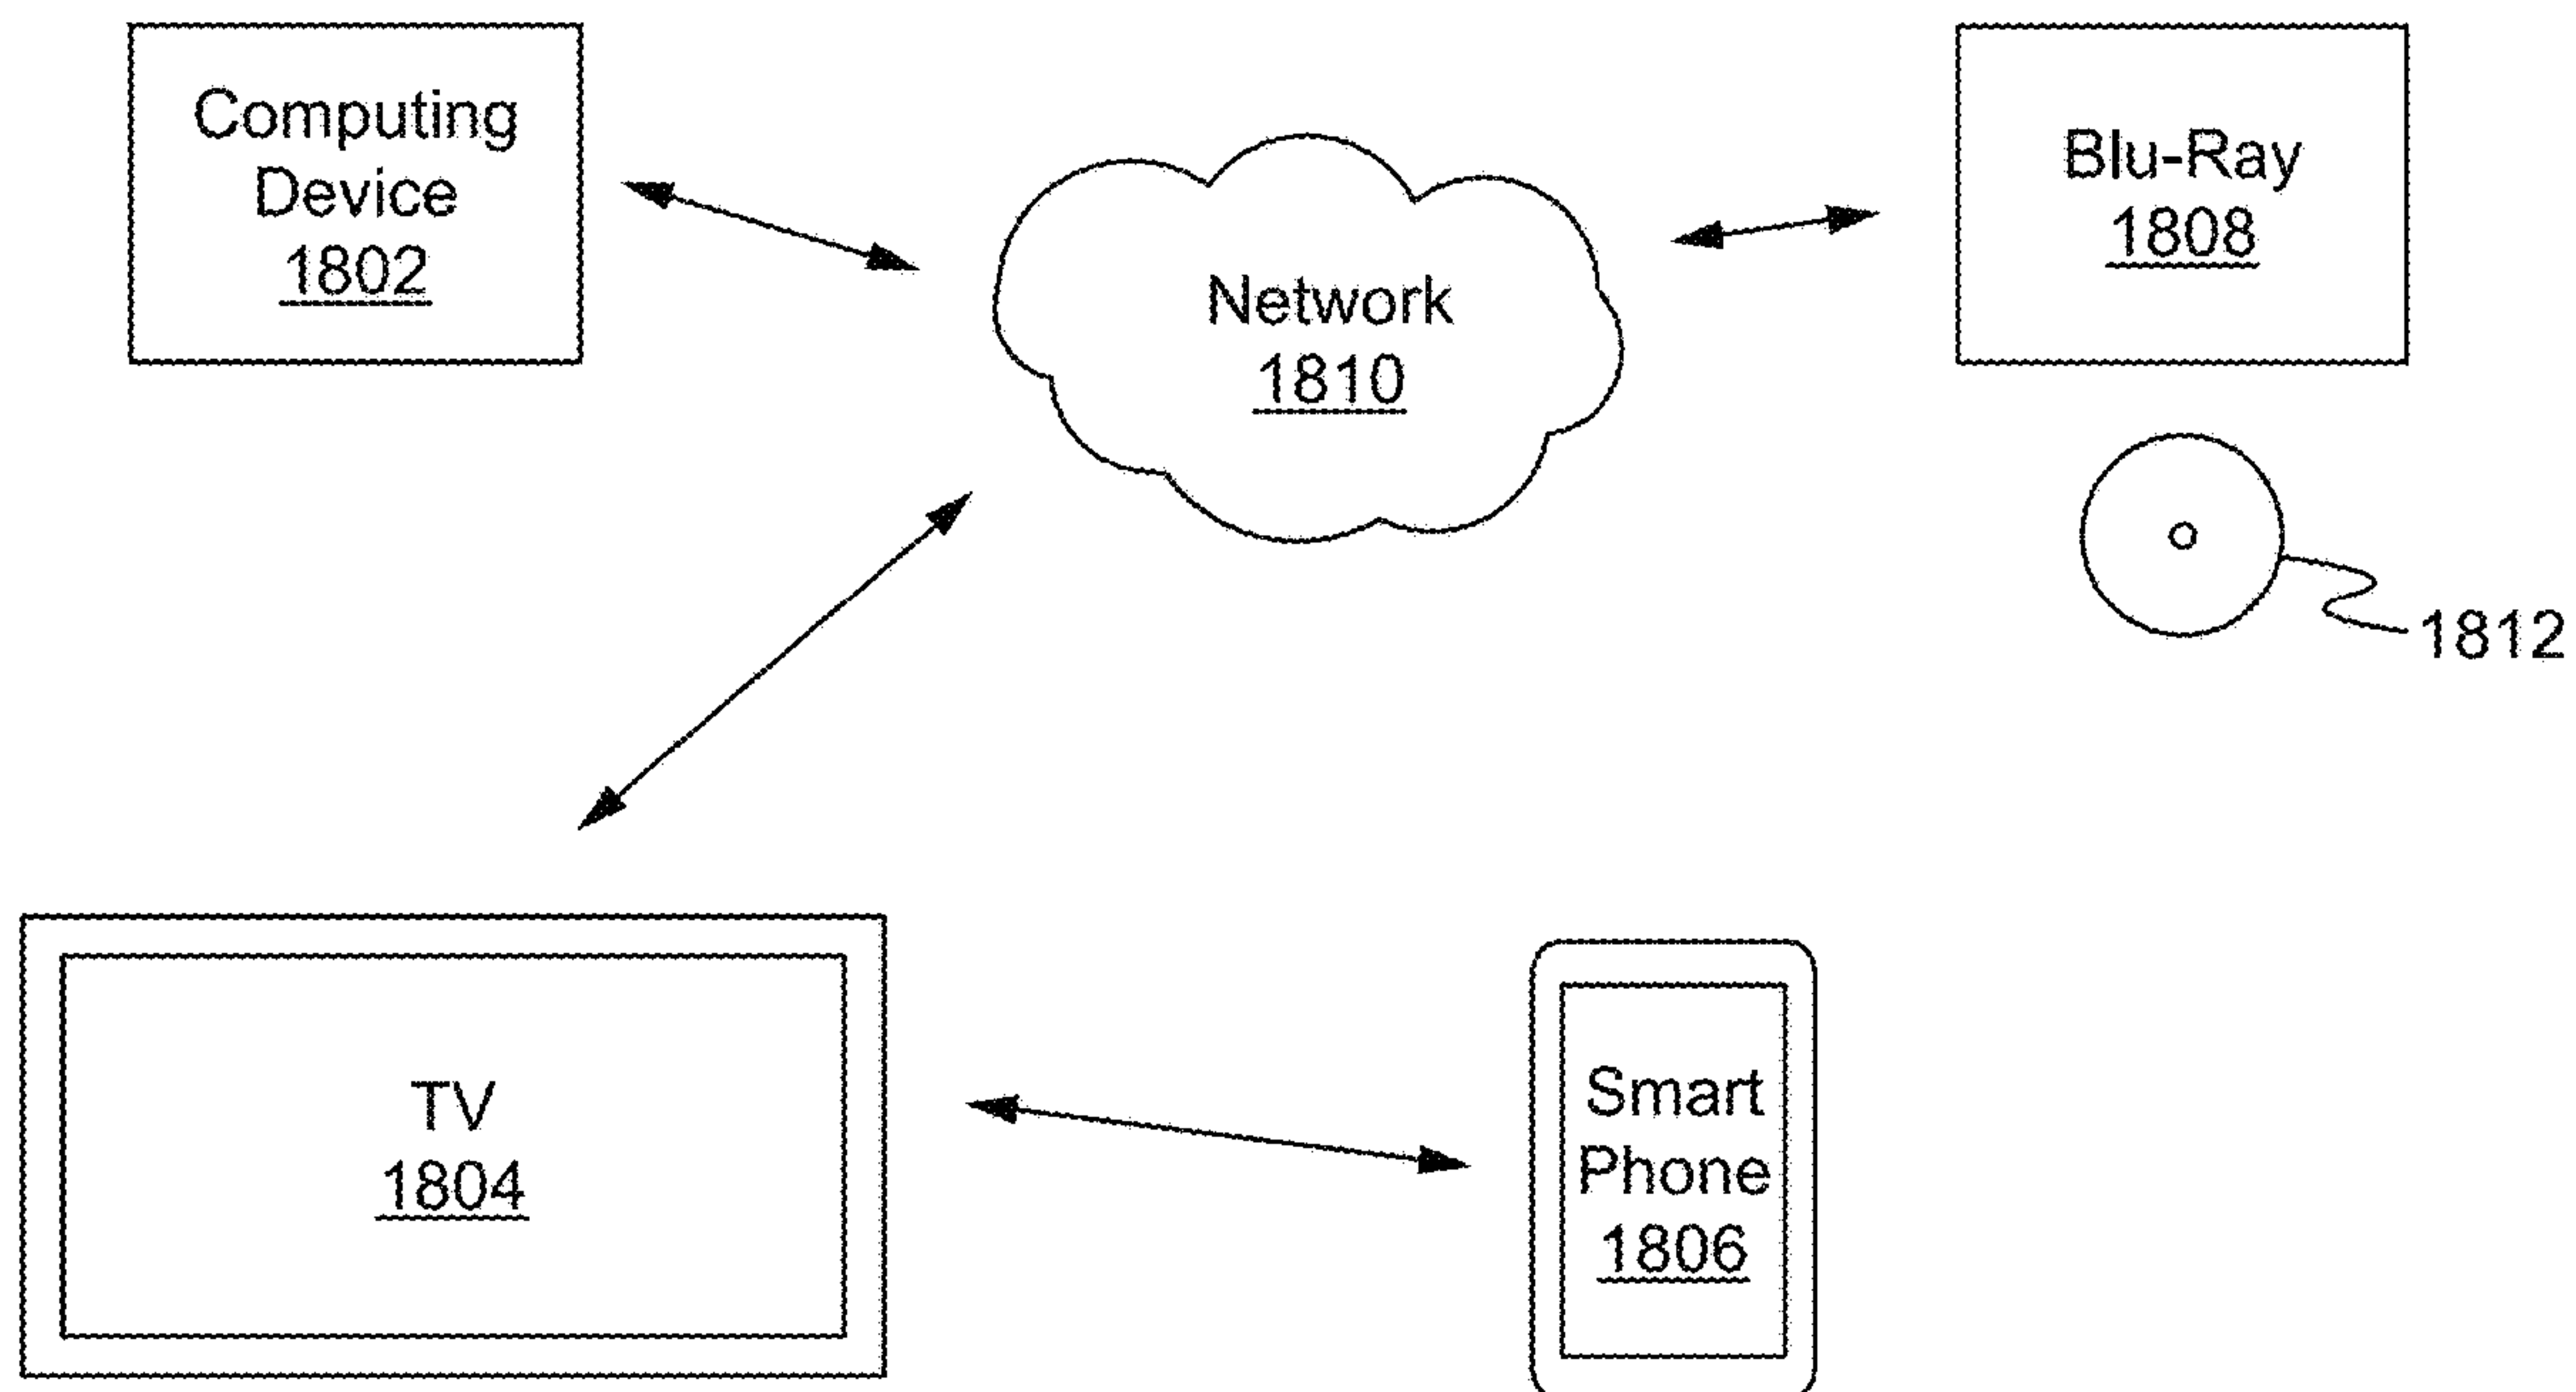 Computing
Device
1802
Network
1810
Blu-Ray
1808
1812
TV
1804
Smart
Phone
1806